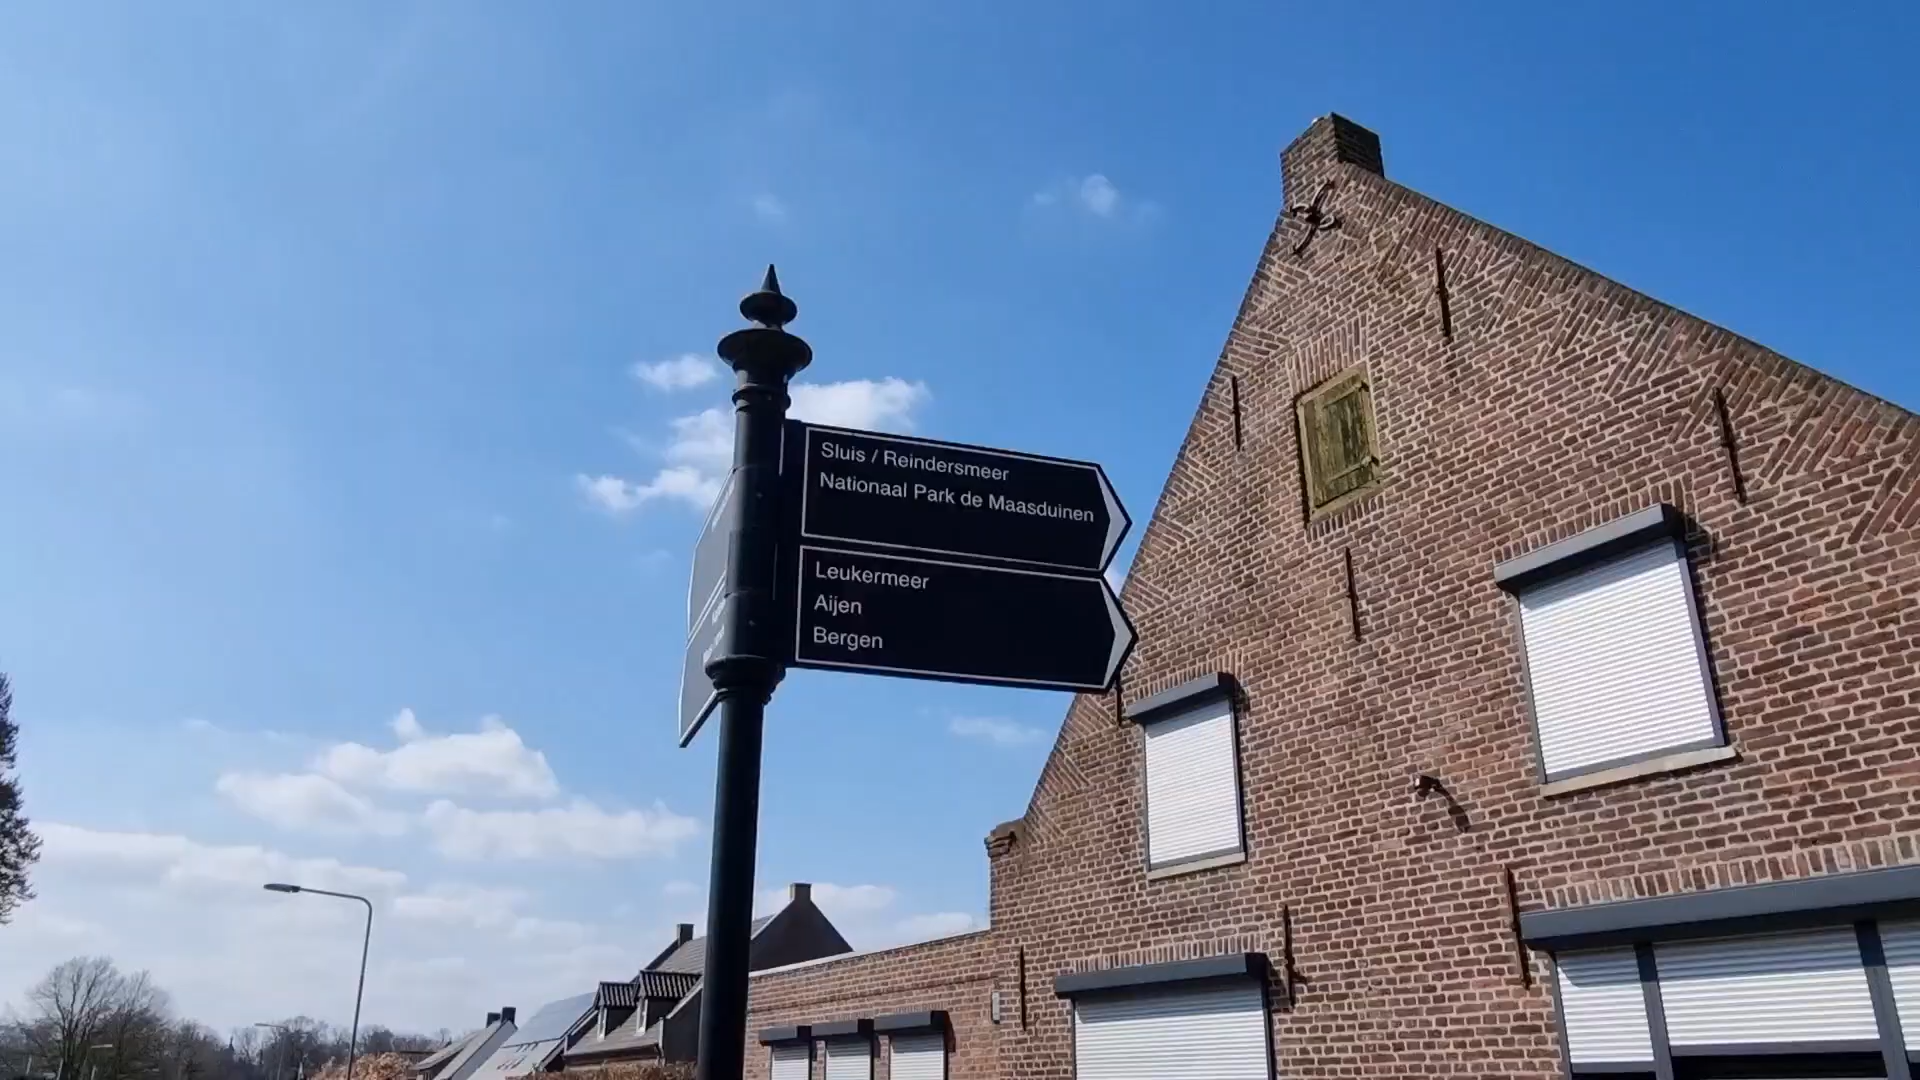 Sluis / Reindersmeer
Nationaal Park de Maasduinen
Leukermeer
Aijen
Bergen